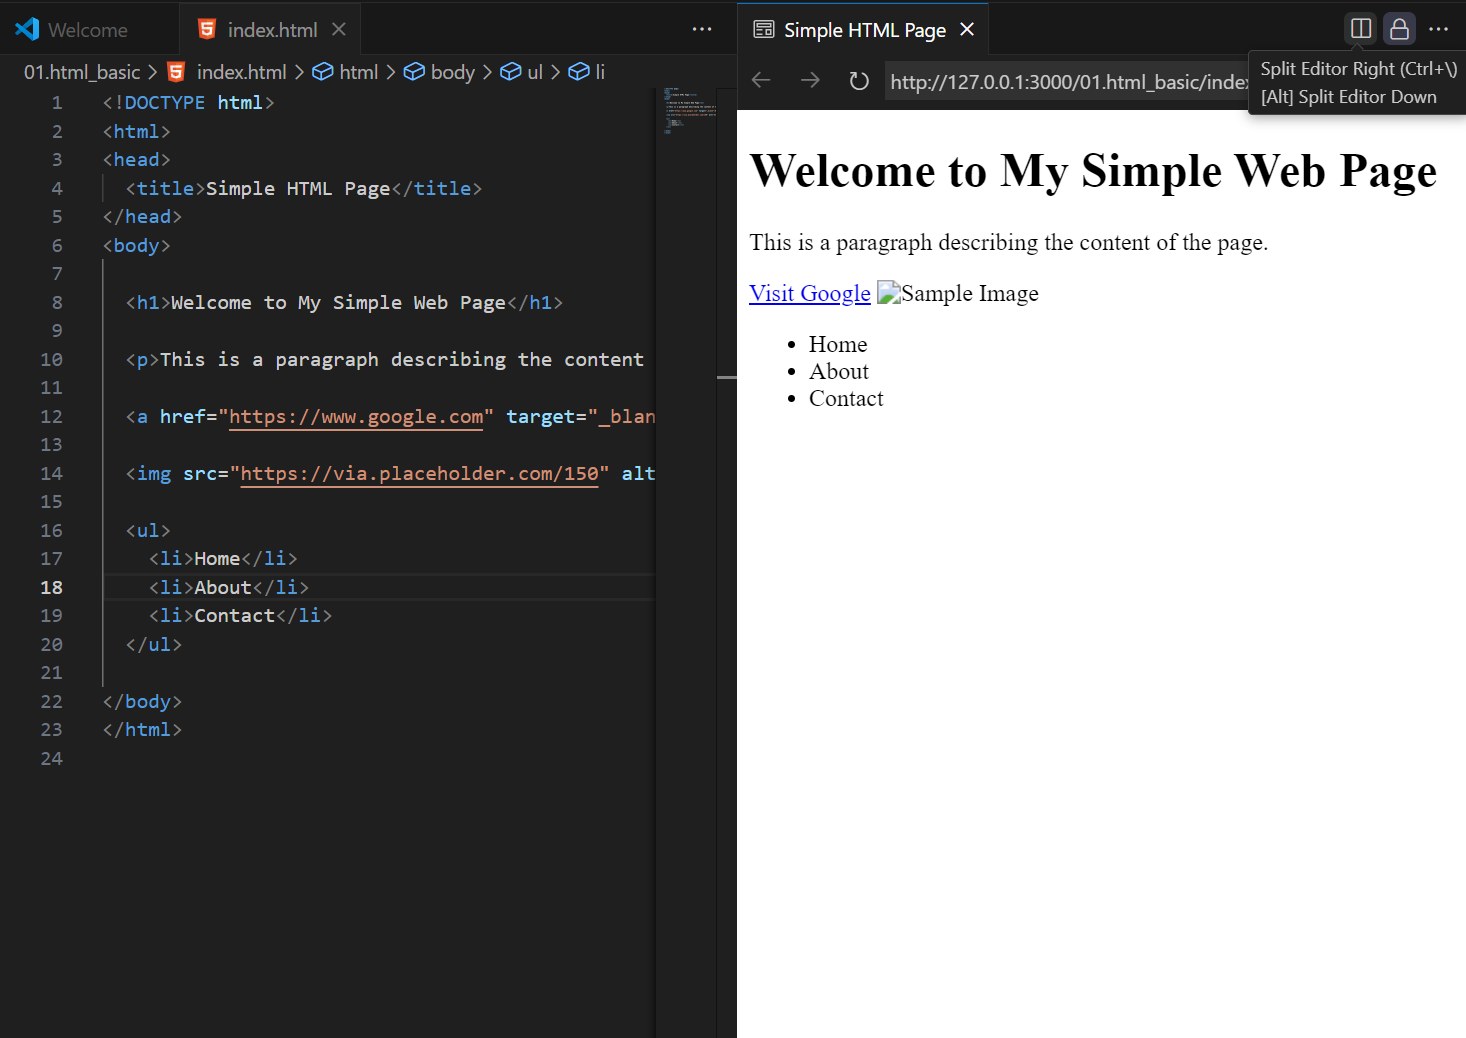 Welcome
index.html
01.html_basic > index.html > html > body > ul > li
1 <!DOCTYPE html>
2 <html>
3 <head>
4 <title>Simple HTML Page</title>
5 </head>
6 <body>
7
8 <h1>Welcome to My Simple Web Page</h1>
9
10 <p>This is a paragraph describing the content
11
12 <a href="https://www.google.com" target="_blan
13
14 <img src="https://via.placeholder.com/150" alt
15
16 <ul>
17 <li>Home</li>
18 <li>About</li>
19 <li>Contact</li>
20 </ul>
21
22 </body>
23 </html>
24
Simple HTML Page
http://127.0.0.1:3000/01.html_basic/index
Split Editor Right (Ctrl+\)
[Alt] Split Editor Down
Welcome to My Simple Web Page
This is a paragraph describing the content of the page.
Visit Google Sample Image
• Home
• About
• Contact